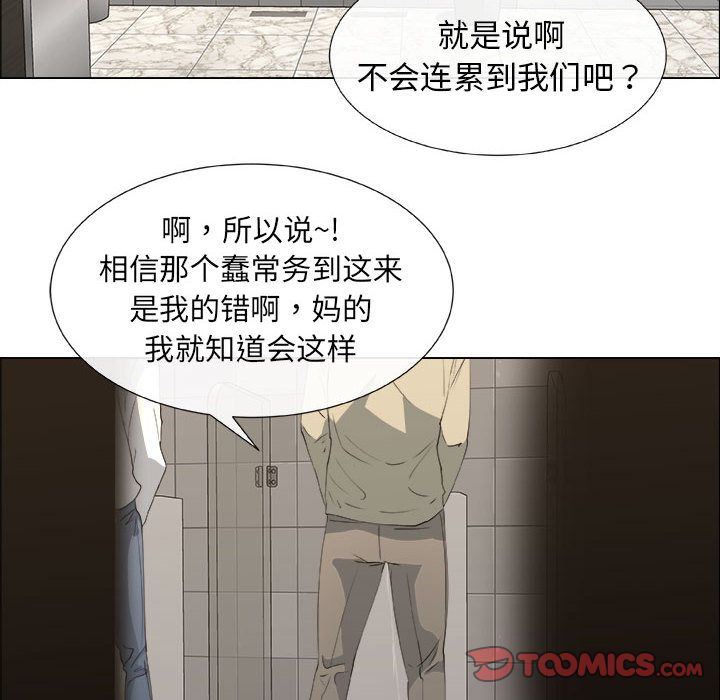 就是说啊
不会连累到我们吧？
啊，所以说~!
相信那个蠢常务到这来
是我的错啊，妈的
我就知道会这样
TOOMICS.COM